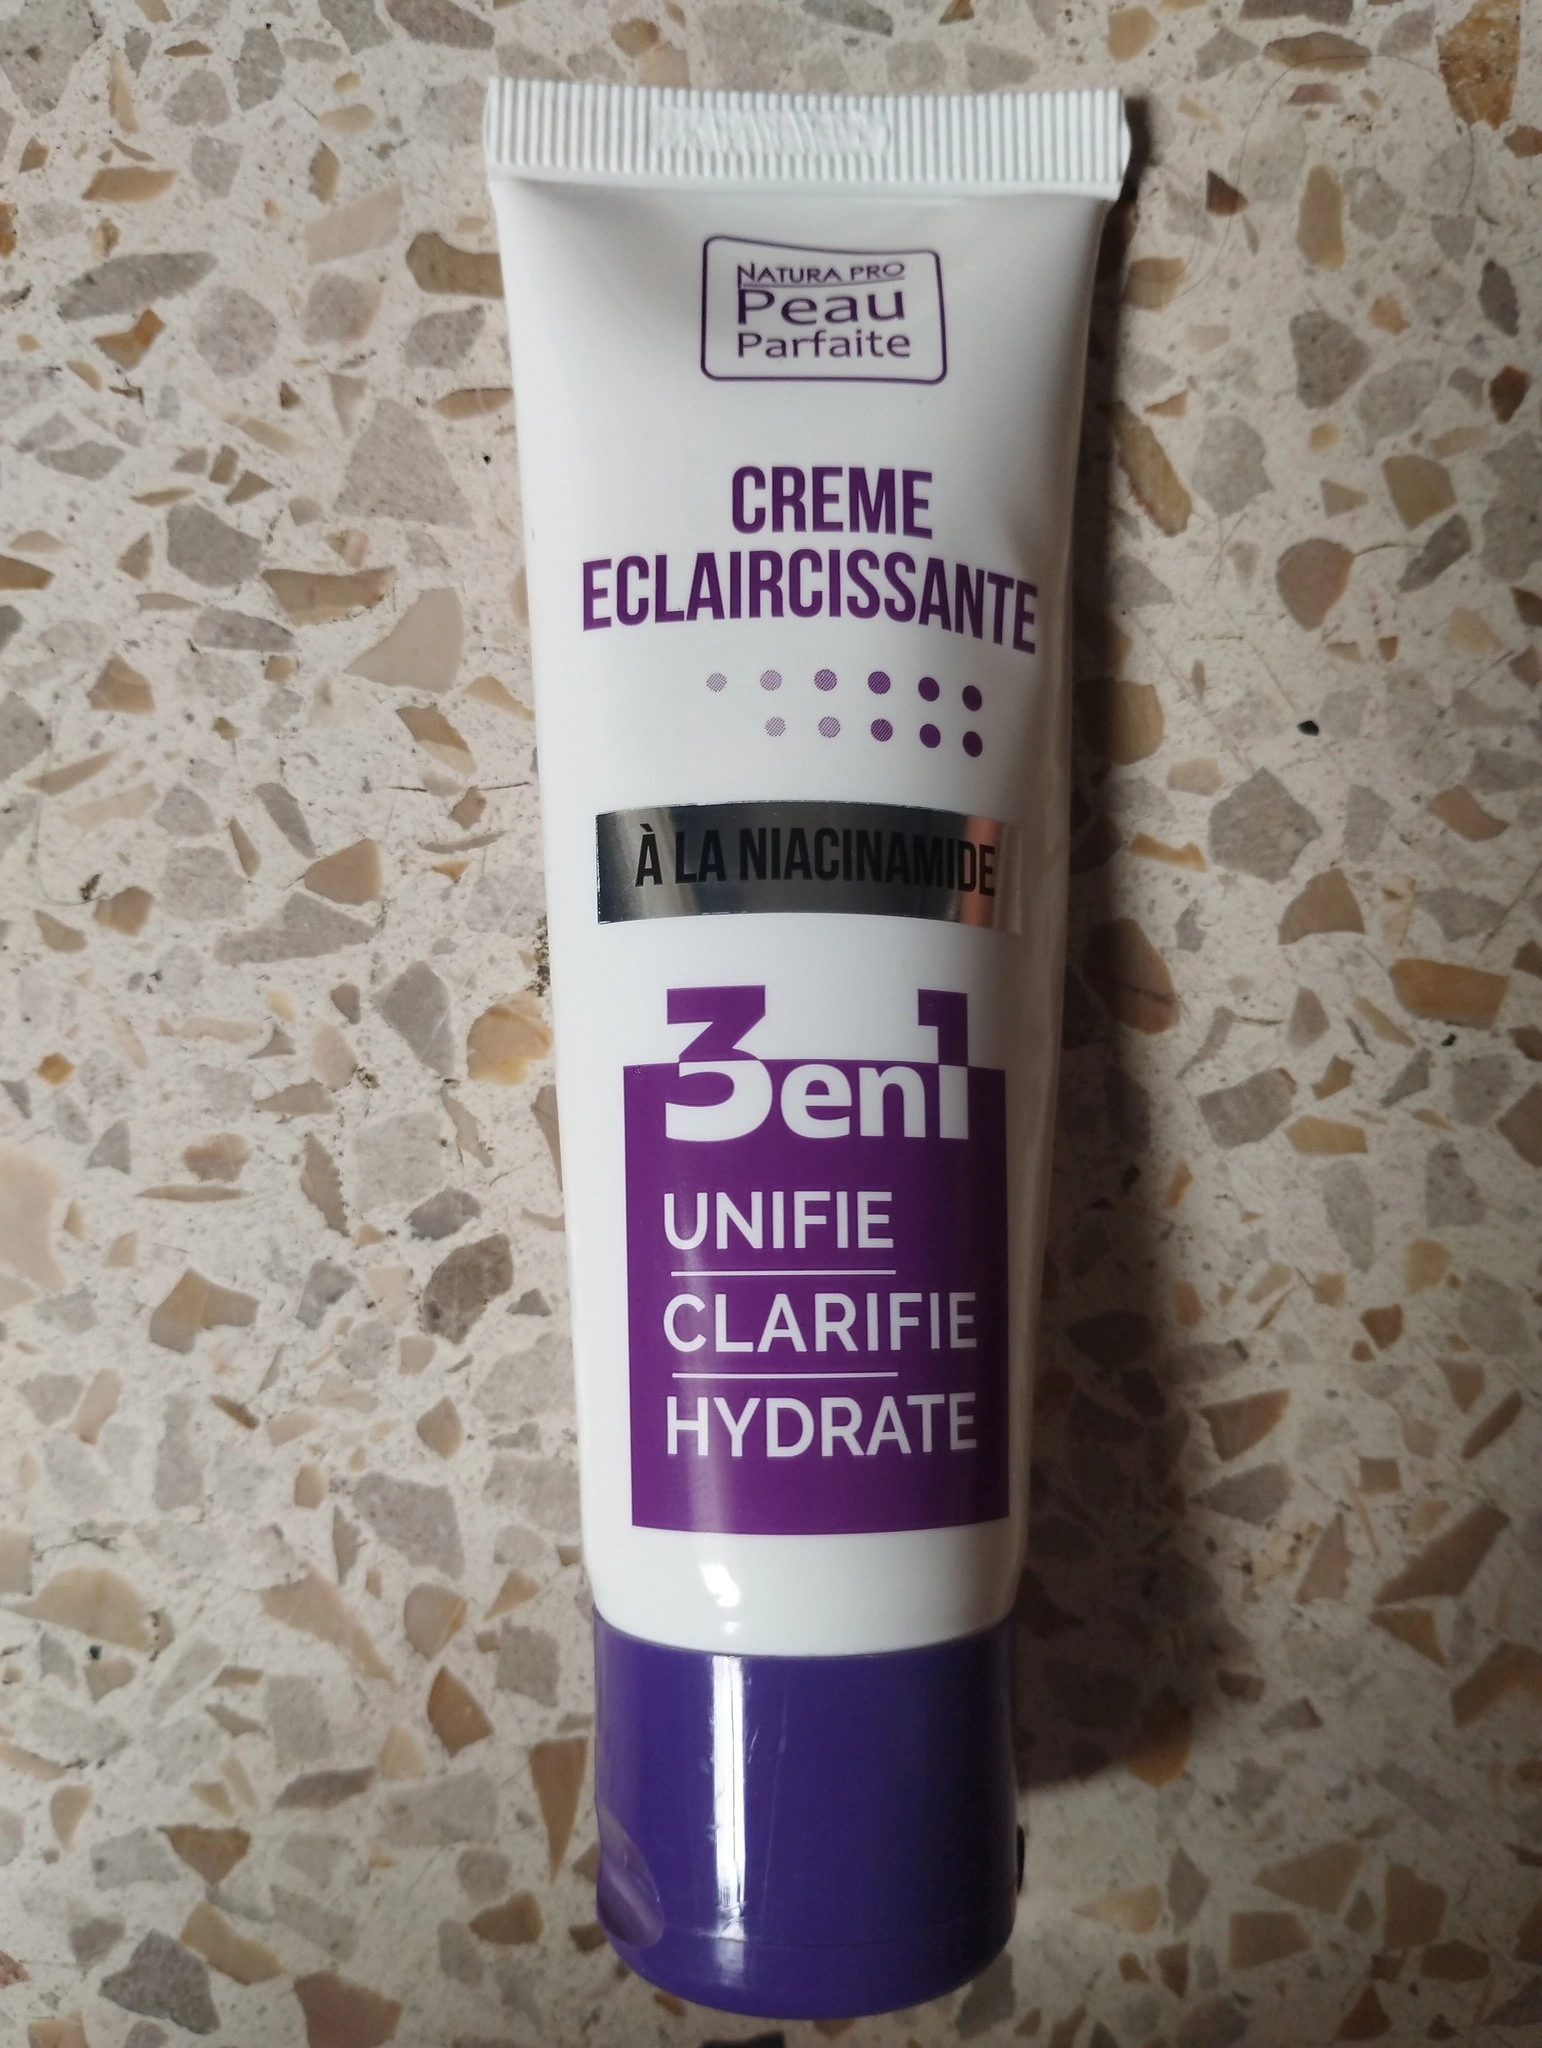 NATURA PRO
Peau
Parfaite
CREME
ECLAIRCISSANTE
À LA NIACINAMIDE
3en1
UNIFIE
CLARIFIE
HYDRATE